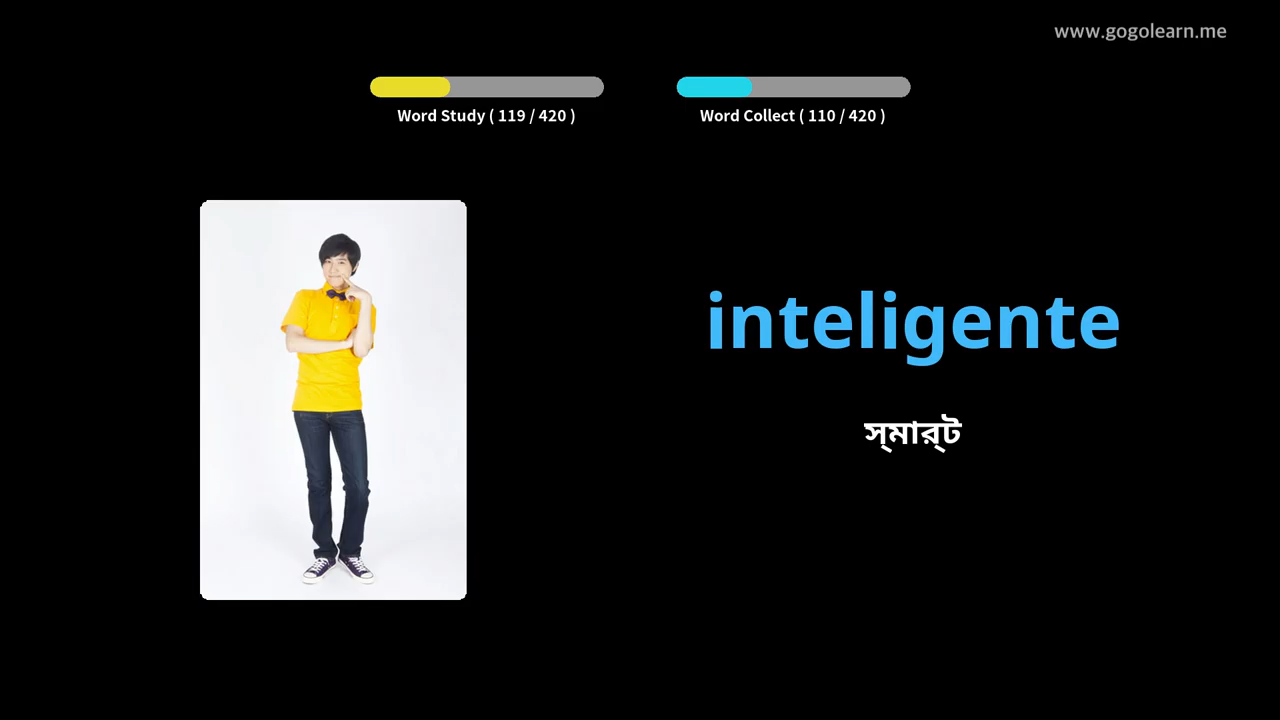 www.gogolearn.me
Word Study ( 119 / 420 )
Word Collect ( 110 / 420 )
inteligente
স্মার্ট